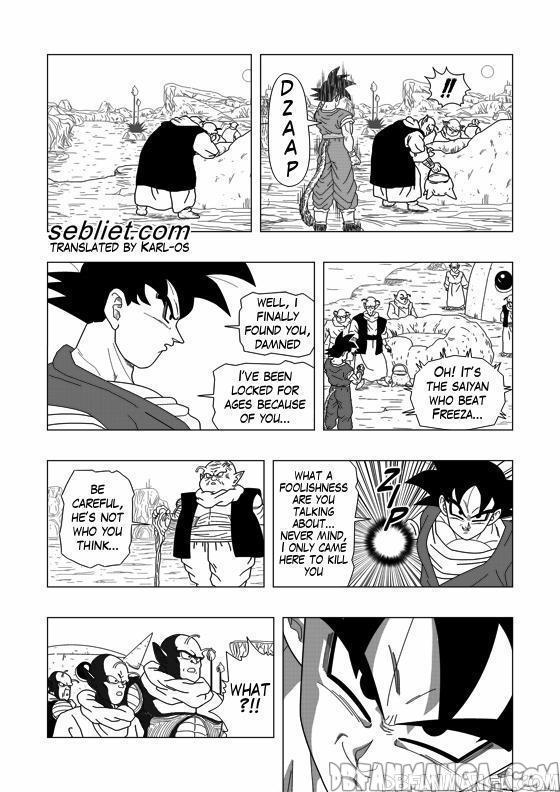 !!
DZAAP
sebliet.com
TRANSLATED BY KARL-OS
WELL, I
FINALLY
FOUND YOU,
DAMNED
I'VE BEEN
LOCKED FOR
AGES BECAUSE
OF YOU...
OH! IT'S
THE SAIYAN
WHO BEAT
FREEZA...
BE
CAREFUL,
HE'S NOT
WHO YOU
THINK...
WHAT A
FOOLISHNESS
ARE YOU
TALKING
ABOUT...
NEVER MIND,
I ONLY CAME
HERE TO KILL
YOU
ZIP
WHAT
?!!
DBFANMANGA.COM